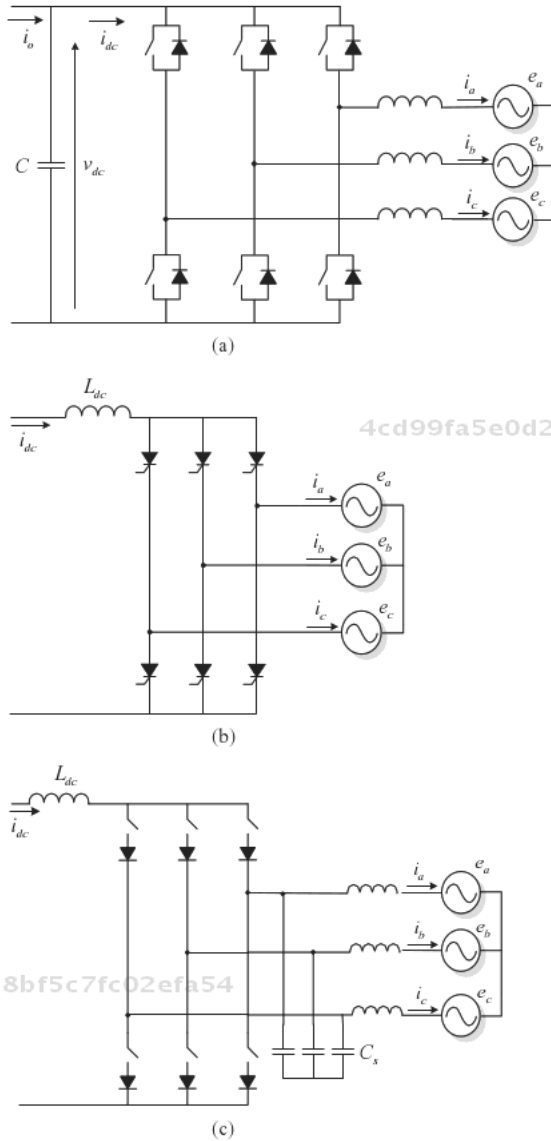 i_o
i_dc
C
v_dc
i_a
e_a
i_b
e_b
i_c
e_c
(a)
L_dc
i_dc
4cd99fa5e0d2
i_a
e_a
i_b
e_b
i_c
e_c
(b)
L_dc
i_dc
i_a
e_a
i_b
e_b
8bf5c7fc02efa54
i_c
e_c
C_s
(c)